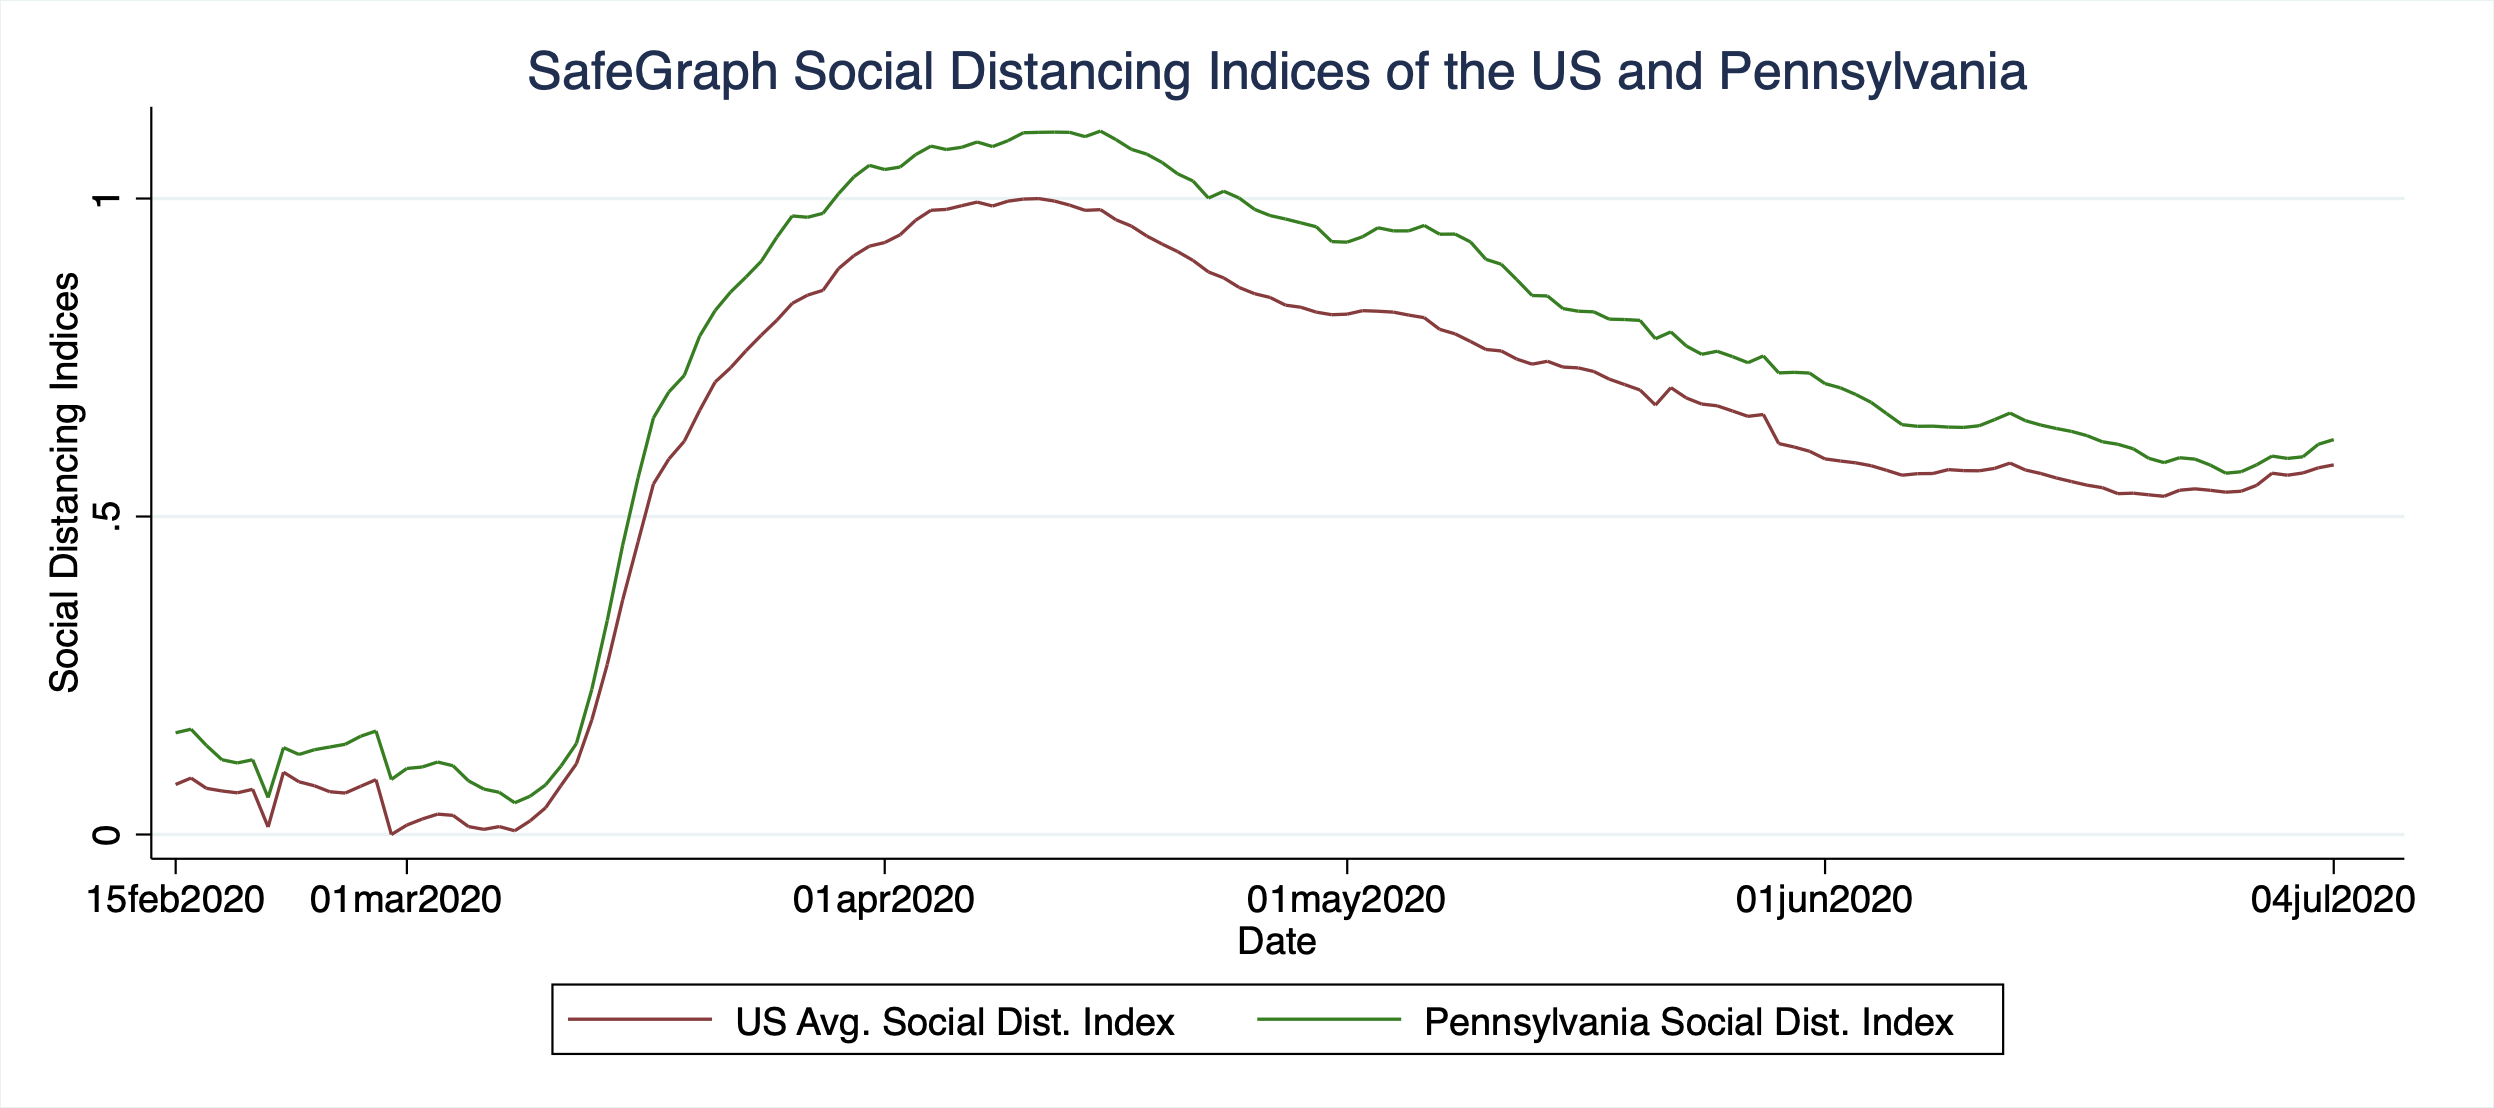 SafeGraph Social Distancing Indices of the US and Pennsylvania
Social Distancing Indices
1
.5
0
15feb2020 01mar2020 01apr2020 01may2020 01jun2020 04jul2020
Date
US Avg. Social Dist. Index Pennsylvania Social Dist. Index